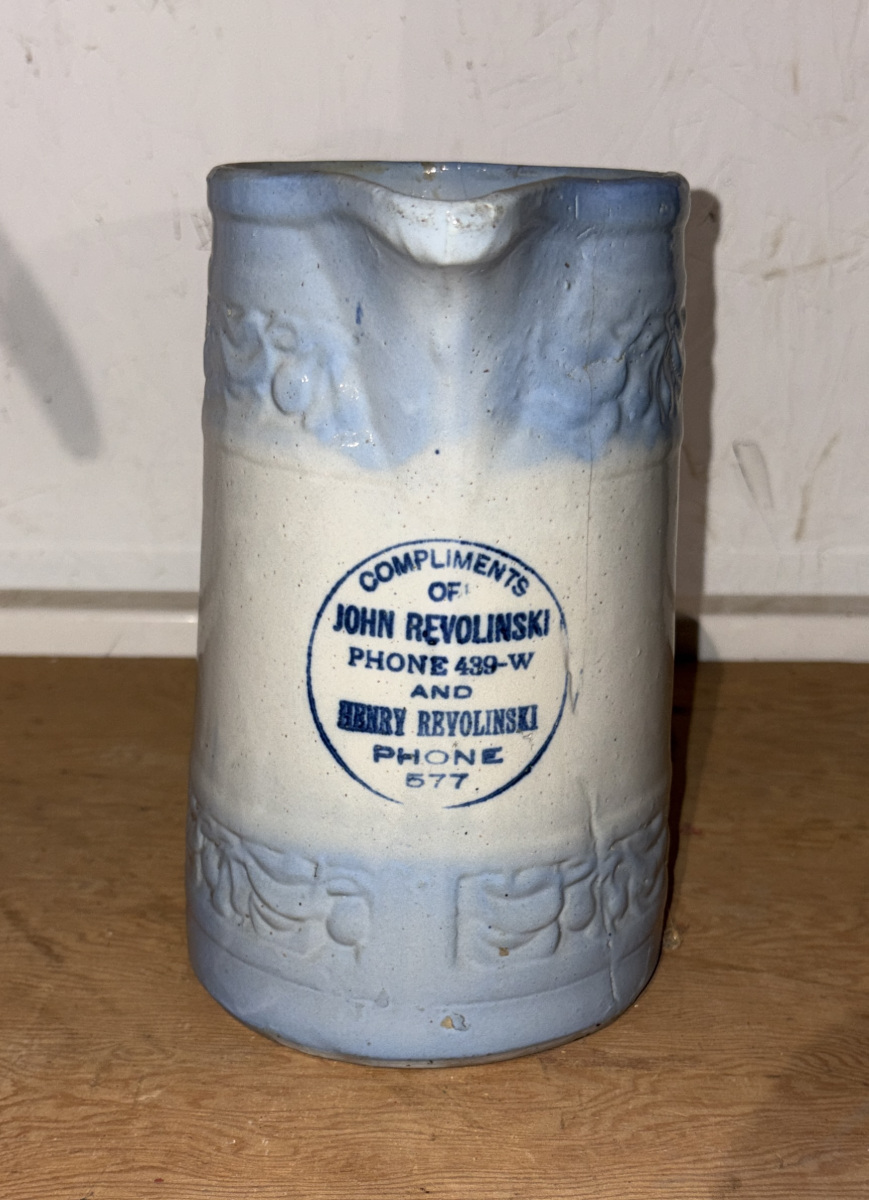 COMPLIMENTS
OF
JOHN REVOLINSKI
PHONE 439-W
AND
HENRY REVOLINSKI
PHONE
577